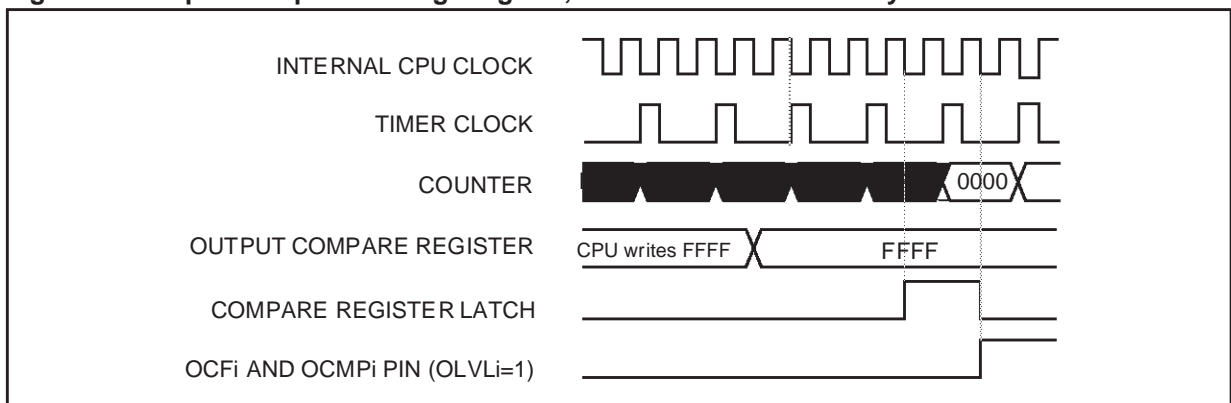 INTERNAL CPU CLOCK
TIMER CLOCK
COUNTER
0000
OUTPUT COMPARE REGISTER
CPU writes FFFF
FFFF
COMPARE REGISTER LATCH
OCFi AND OCMPi PIN (OLVLi=1)